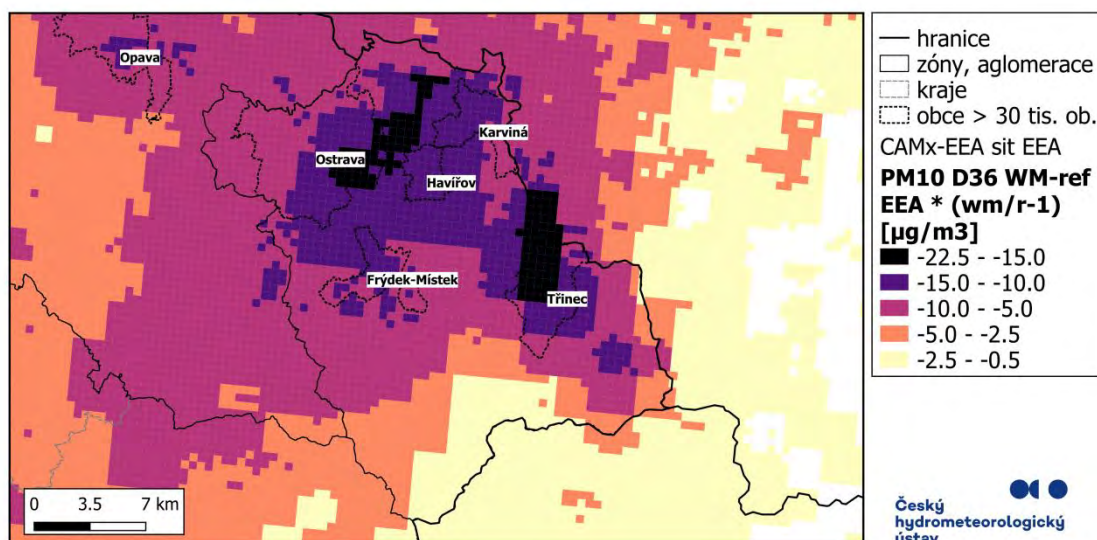 Opava
Karviná
Ostrava
Havířov
Frýdek-Místek
Třinec
0 3.5 7 km
hranice
zóny, aglomerace
kraje
obce > 30 tis. ob.
CAMx-EEA sit EEA
PM10 D36 WM-ref
EEA * (wm/r-1)
[µg/m3]
-22.5 - -15.0
-15.0 - -10.0
-10.0 - -5.0
-5.0 - -2.5
-2.5 - -0.5
Český
hydrometeorologický
ústav